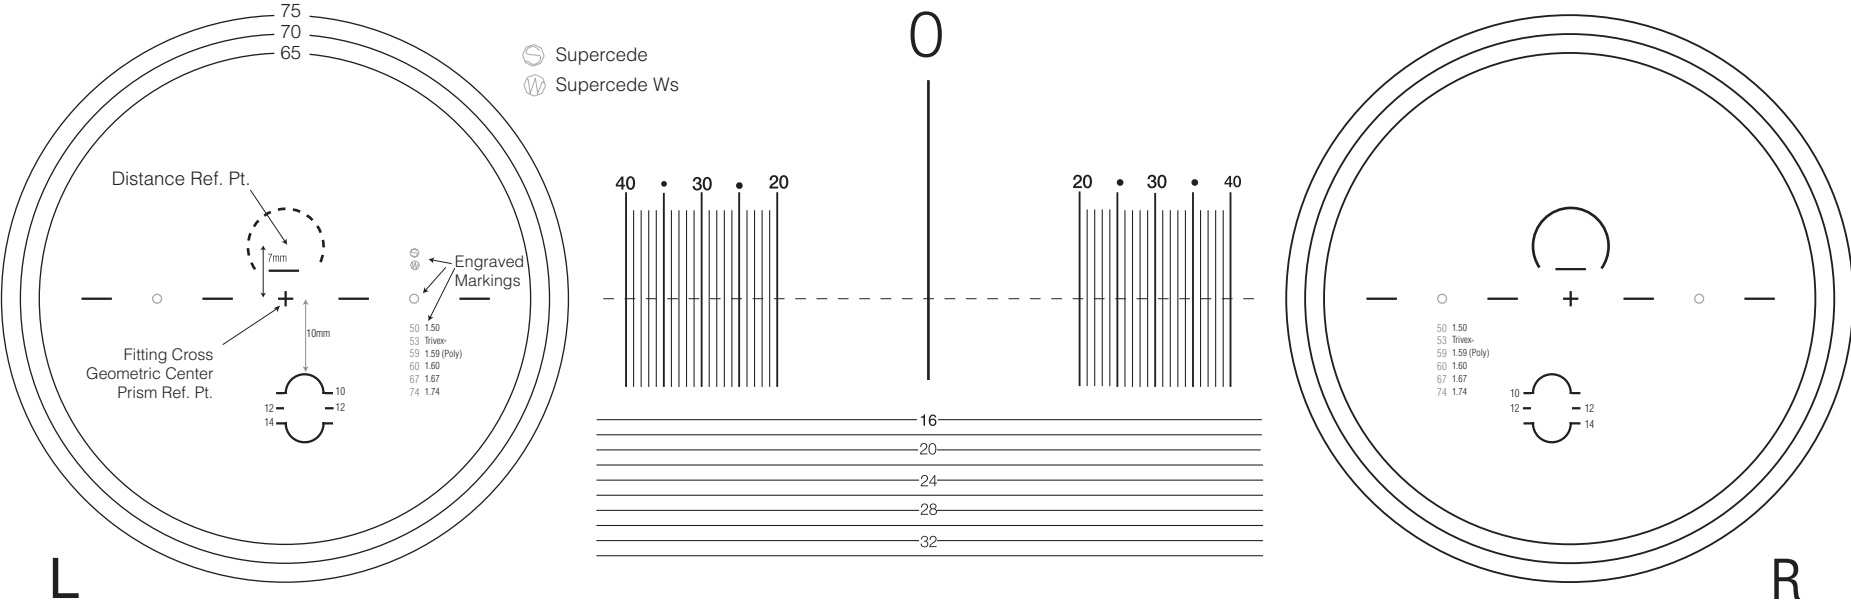 75
70
65
S Supercede
W Supercede Ws
Distance Ref. Pt.
7mm
S
W
Engraved
Markings
10mm
Fitting Cross
Geometric Center
Prism Ref. Pt.
50 1.50
53 Trivex®
59 1.59 (Poly)
60 1.60
67 1.67
74 1.74
10
12 12
14
L
0
40 • 30 • 20
20 • 30 • 40
16
20
24
28
32
50 1.50
53 Trivex®
59 1.59 (Poly)
60 1.60
67 1.67
74 1.74
10
12 12
14
R